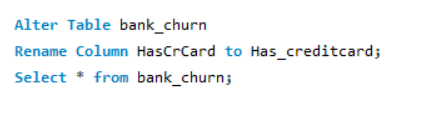 Alter Table bank_churn
Rename Column HasCrCard to Has_creditcard;
Select * from bank_churn;